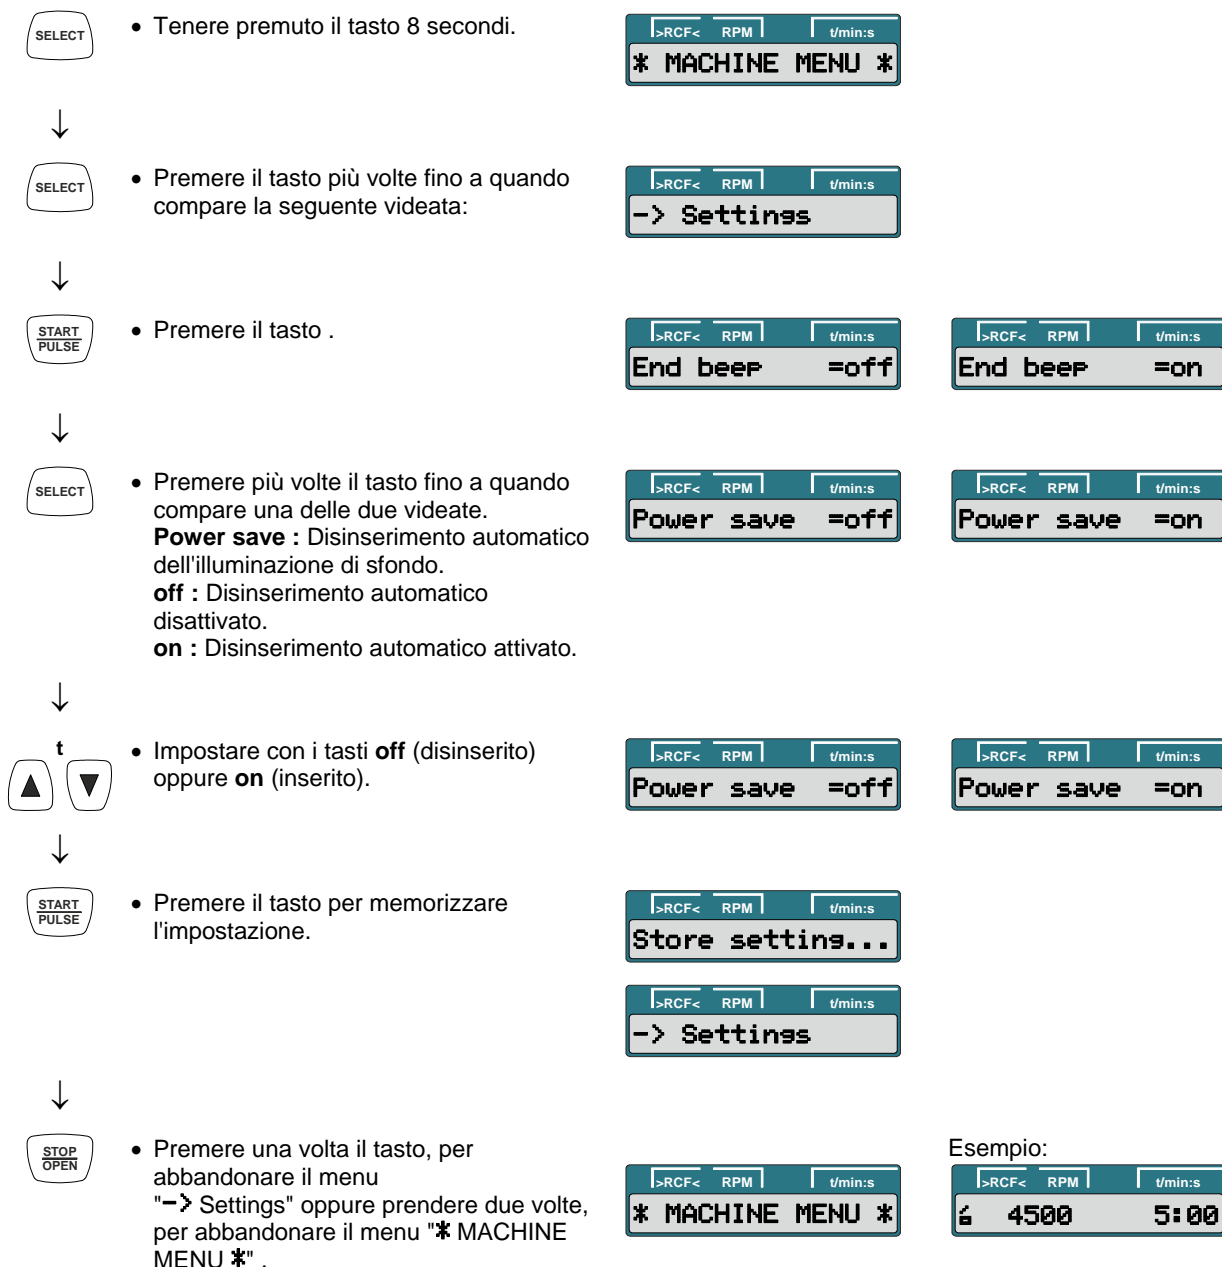 SELECT
• Tenere premuto il tasto 8 secondi.
>RCF< RPM t/min:s
* MACHINE MENU *
↓
SELECT
• Premere il tasto più volte fino a quando
compare la seguente videata:
>RCF< RPM t/min:s
-> Settings
↓
START
PULSE
• Premere il tasto .
>RCF< RPM t/min:s
End beep =off
>RCF< RPM t/min:s
End beep =on
↓
SELECT
• Premere più volte il tasto fino a quando
compare una delle due videate.
Power save : Disinserimento automatico
dell'illuminazione di sfondo.
off : Disinserimento automatico
disattivato.
on : Disinserimento automatico attivato.
>RCF< RPM t/min:s
Power save =off
>RCF< RPM t/min:s
Power save =on
↓
t
▲ ▼
• Impostare con i tasti off (disinserito)
oppure on (inserito).
>RCF< RPM t/min:s
Power save =off
>RCF< RPM t/min:s
Power save =on
↓
START
PULSE
• Premere il tasto per memorizzare
l'impostazione.
>RCF< RPM t/min:s
Store setting...
>RCF< RPM t/min:s
-> Settings
↓
STOP
OPEN
• Premere una volta il tasto, per
abbandonare il menu
"-> Settings" oppure prendere due volte,
per abbandonare il menu "* MACHINE
MENU *" .
>RCF< RPM t/min:s
* MACHINE MENU *
Esempio:
>RCF< RPM t/min:s
4500 5:00